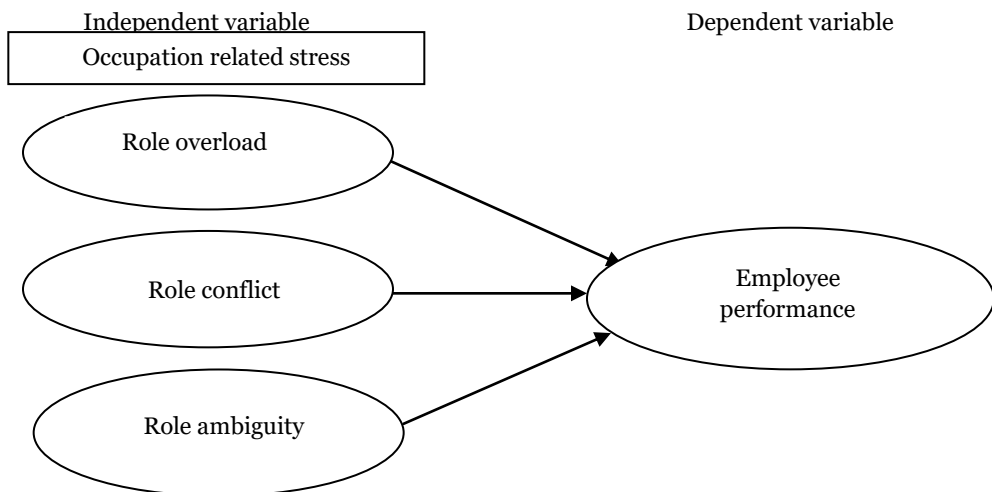 Independent variable
Dependent variable
Occupation related stress
Role overload
Role conflict
Employee
performance
Role ambiguity